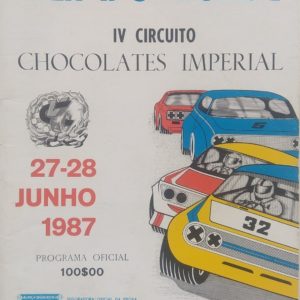 IV CIRCUITO
CHOCOLATES IMPERIAL
27-28
JUNHO
1987
PROGRAMA OFICIAL
100$00
S
32